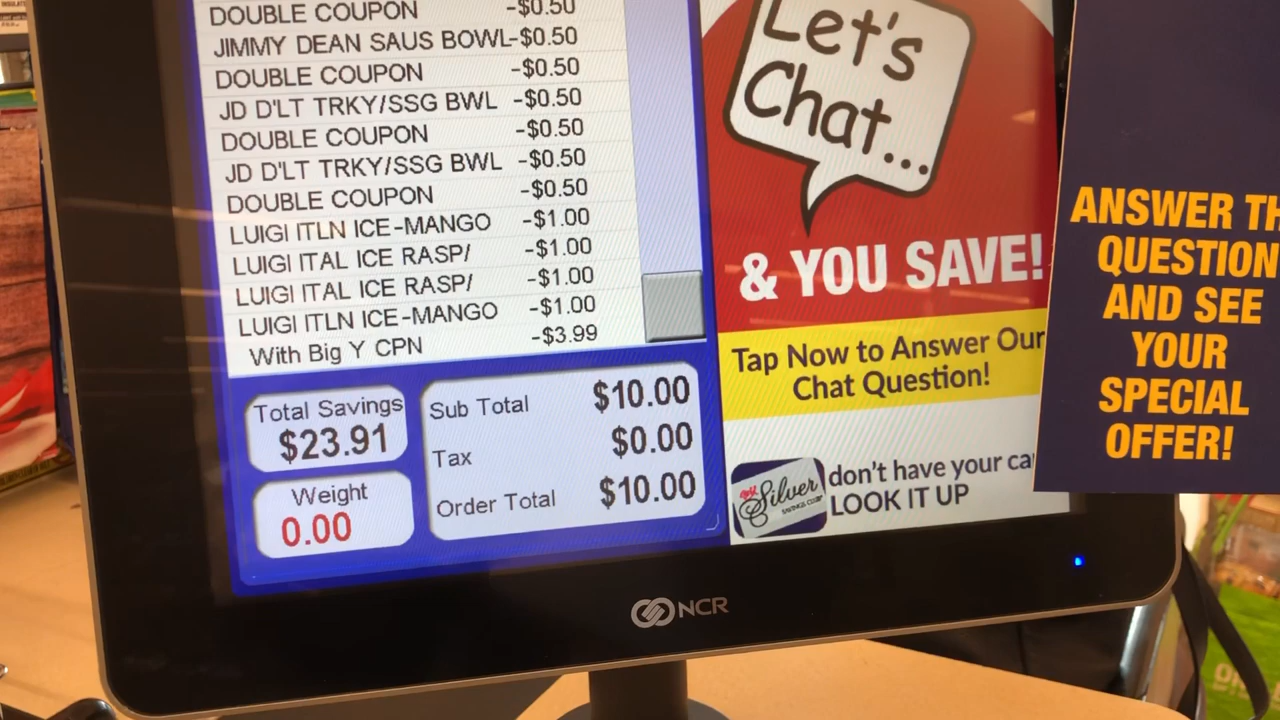 DOUBLE COUPON -$0.50
JIMMY DEAN SAUS BOWL -$0.50
DOUBLE COUPON -$0.50
JD D'LT TRKY/SSG BWL -$0.50
DOUBLE COUPON -$0.50
JD D'LT TRKY/SSG BWL -$0.50
DOUBLE COUPON -$0.50
LUIGI ITLN ICE-MANGO -$1.00
LUIGI ITAL ICE RASP/ -$1.00
LUIGI ITAL ICE RASP/ -$1.00
LUIGI ITLN ICE-MANGO -$1.00
With Big Y CPN -$3.99
Total Savings
$23.91
Weight
0.00
Sub Total $10.00
Tax $0.00
Order Total $10.00
Let's
Chat...
& YOU SAVE!
Tap Now to Answer Our
Chat Question!
my
Silver
SAVINGS CLUB
don't have your ca
LOOK IT UP
NCR
ANSWER TH
QUESTION
AND SEE
YOUR
SPECIAL
OFFER!